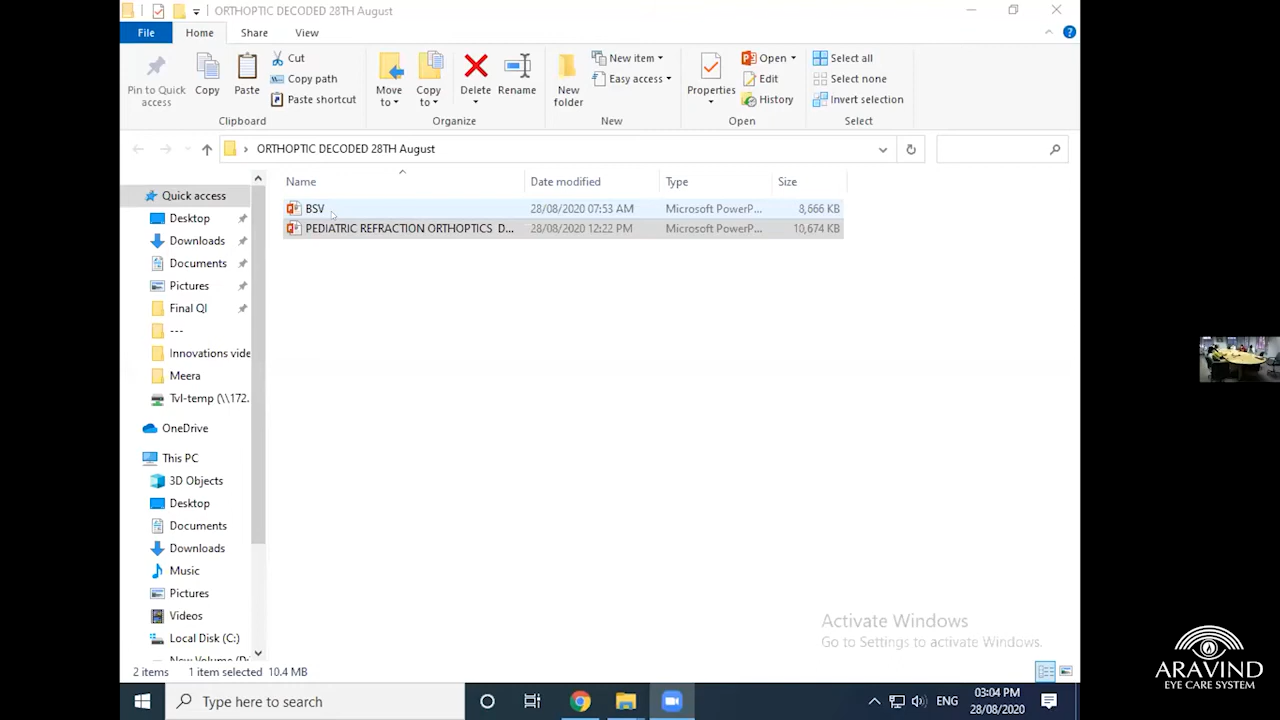 ORTHOPTIC DECODED 28TH August
File Home Share View
Pin to Quick access
Copy
Paste
Cut
Copy path
Paste shortcut
Clipboard
Move to
Copy to
Delete
Rename
Organize
New folder
New item
Easy access
New
Properties
Open
Edit
History
Open
Select all
Select none
Invert selection
Select
ORTHOPTIC DECODED 28TH August
Name Date modified Type Size
BSV 28/08/2020 07:53 AM Microsoft PowerP... 8,666 KB
PEDIATRIC REFRACTION ORTHOPTICS D... 28/08/2020 12:22 PM Microsoft PowerP... 10,674 KB
Quick access
Desktop
Downloads
Documents
Pictures
Final QI
---
Innovations vide
Meera
Tvl-temp (\\172.
OneDrive
This PC
3D Objects
Desktop
Documents
Downloads
Music
Pictures
Videos
Local Disk (C:)
Activate Windows
Go to Settings to activate Windows.
2 items 1 item selected 10.4 MB
Type here to search
ENG
03:04 PM
28/08/2020
ARAVIND
EYE CARE SYSTEM